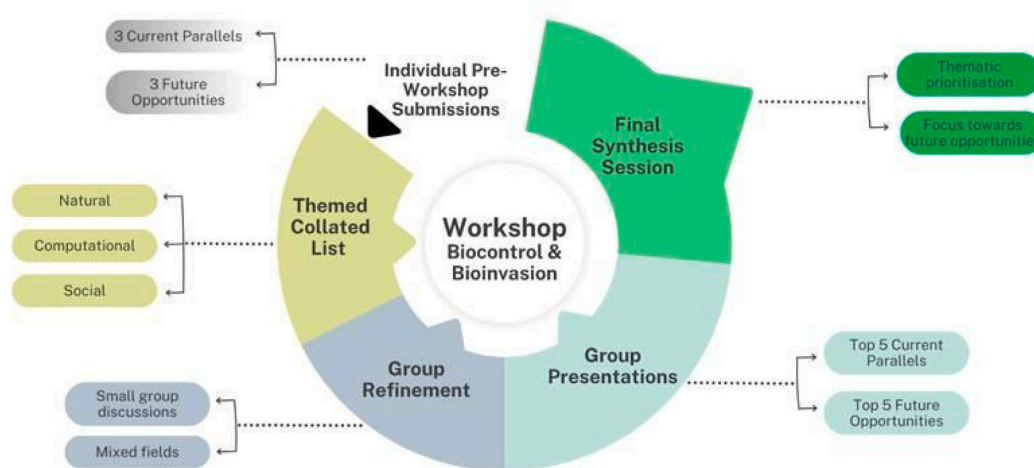 3 Current Parallels
3 Future
Opportunities
Individual Pre-
Workshop
Submissions
Themed
Collated
List
Natural
Computational
Social
Group
Refinement
Small group
discussions
Mixed fields
Group
Presentations
Top 5 Current
Parallels
Top 5 Future
Opportunities
Final
Synthesis
Session
Thematic
prioritisation
Focus towards
future opportunities
Workshop
Biocontrol &
Bioinvasion